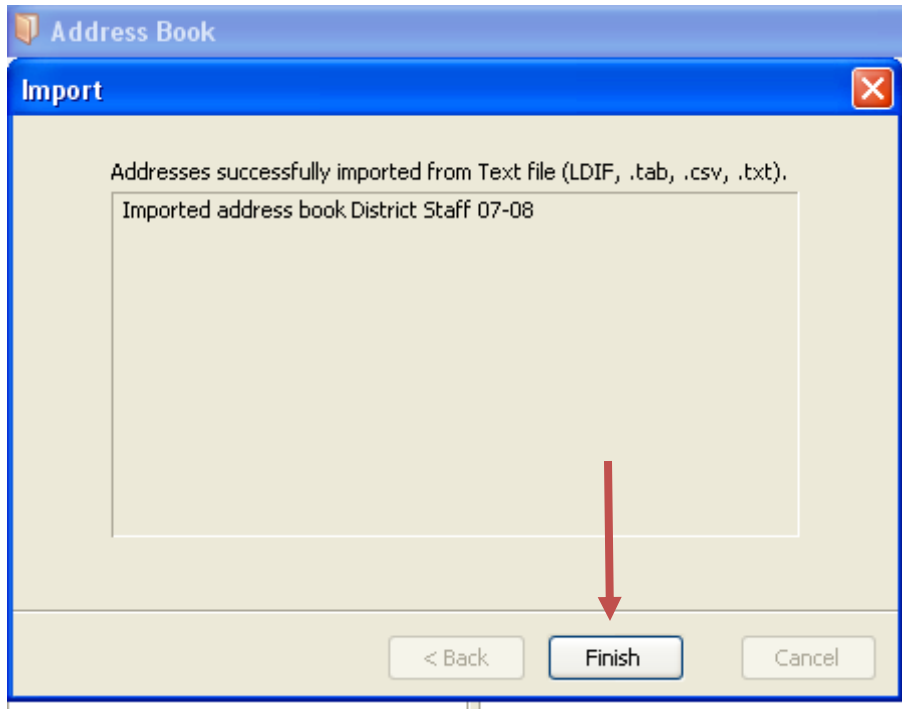 Address Book
Import
Addresses successfully imported from Text file (LDIF, .tab, .csv, .txt).
Imported address book District Staff 07-08
< Back
Finish
Cancel